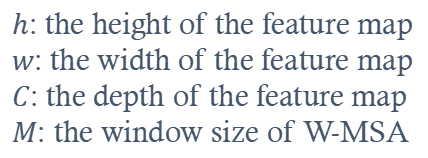 h: the height of the feature map
w: the width of the feature map
C: the depth of the feature map
M: the window size of W-MSA